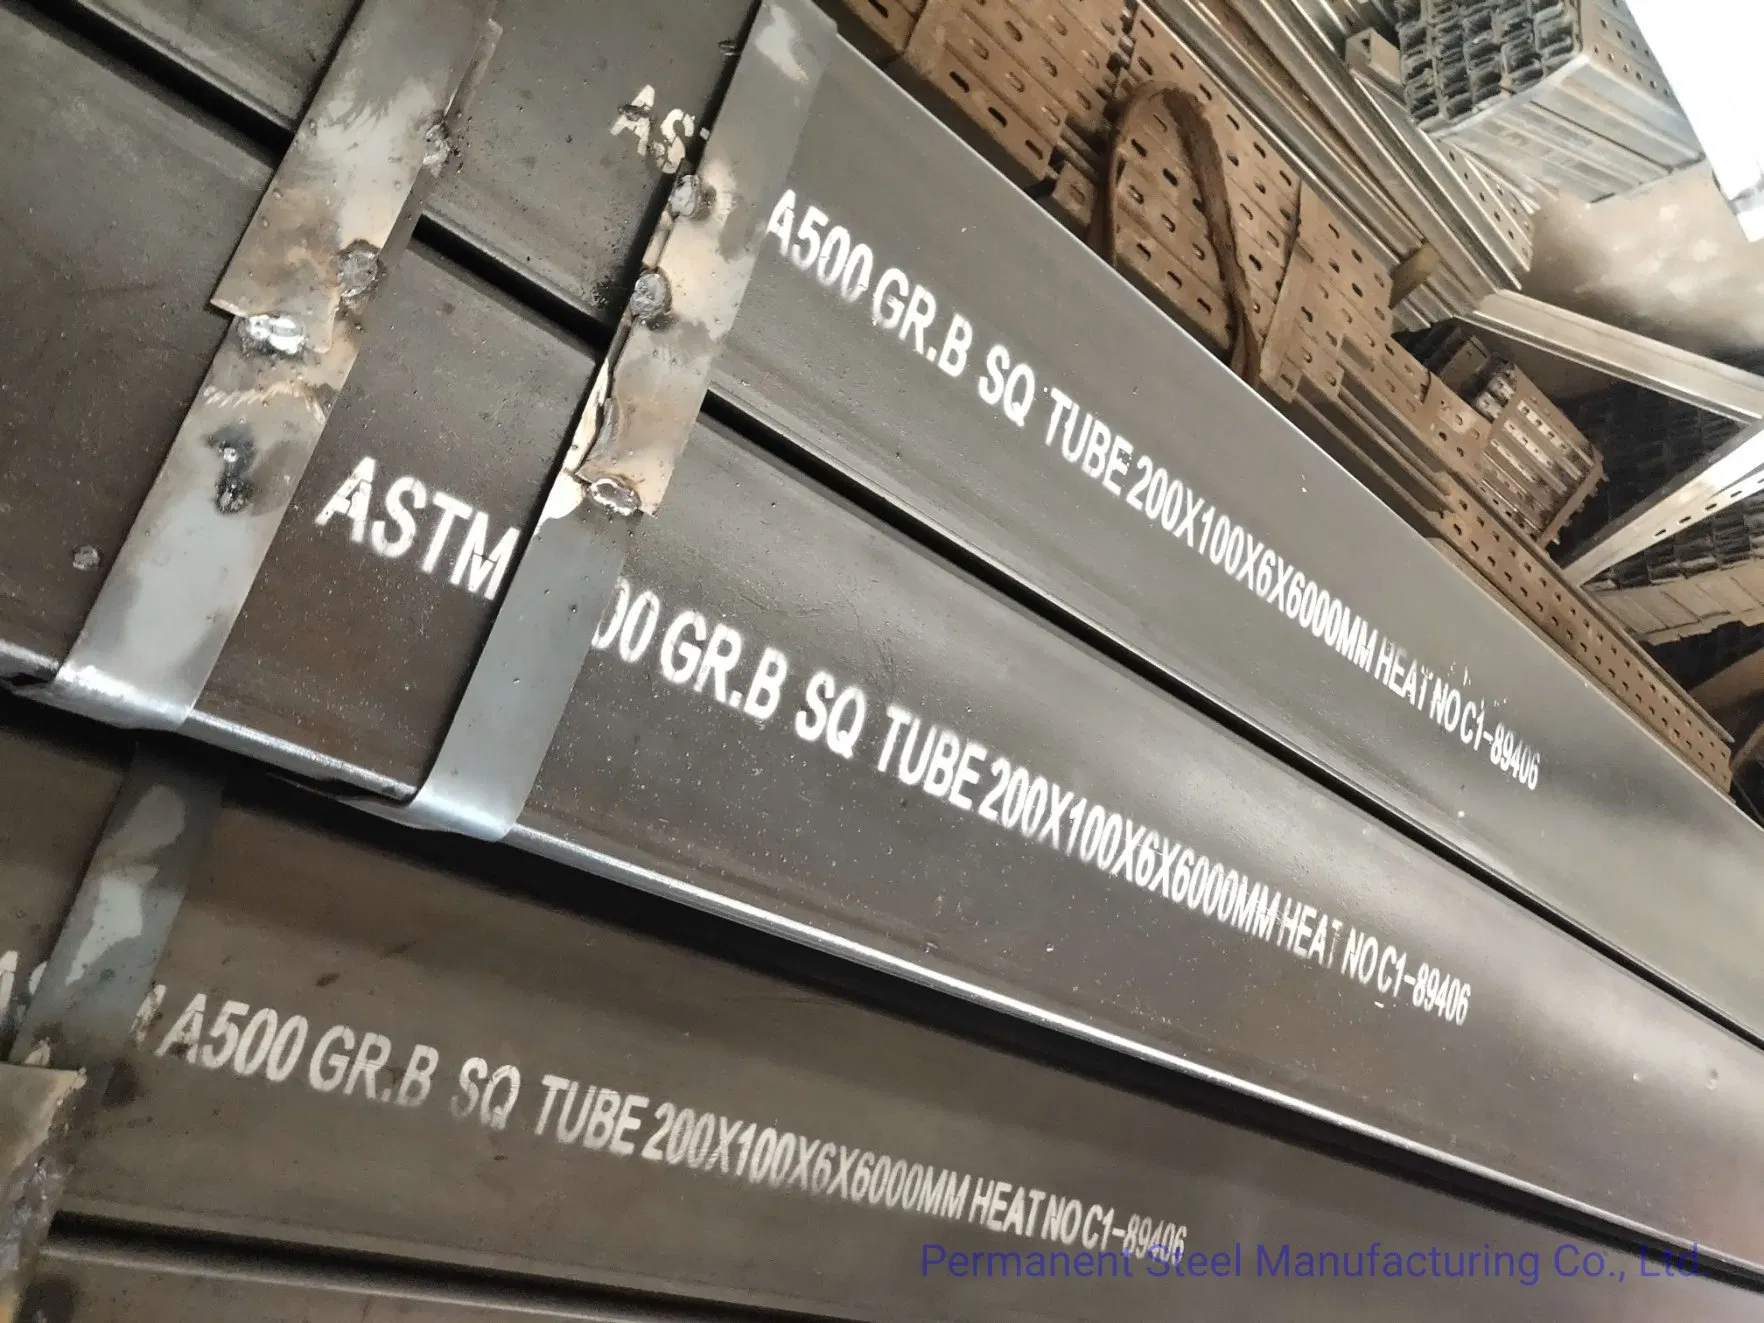 AS
A500 GR.B SQ TUBE 200X100X6X6000MM HEAT NO C1-89406
ASTM 00 GR.B SQ TUBE 200X100X6X6000MM HEAT NO C1-89406
A500 GR.B SQ TUBE 200X100X6X6000MM HEAT NO C1-89406
Permanent Steel Manufacturing Co., Ltd.